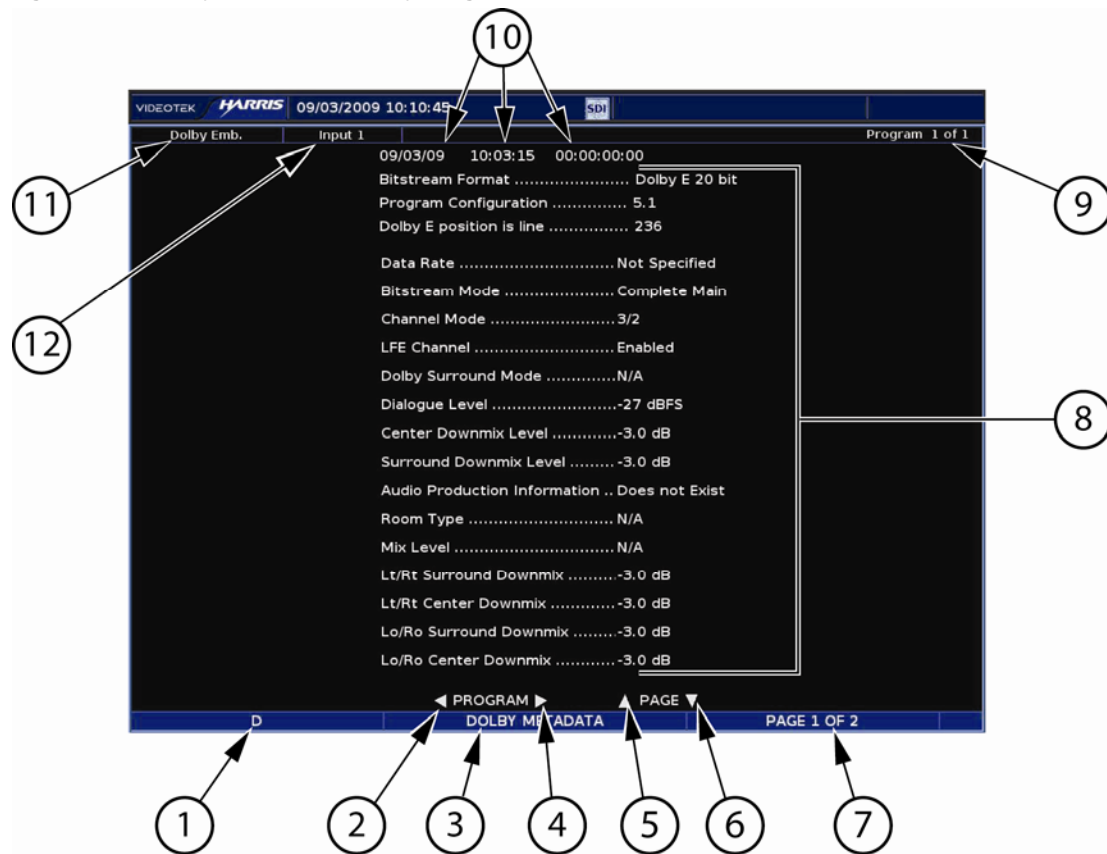 10
VIDEOTEK HARRIS 09/03/2009 10:10:45 SDI
Dolby Emb. Input 1 Program 1 of 1
09/03/09 10:03:15 00:00:00:00
Bitstream Format ...................... Dolby E 20 bit
Program Configuration ............... 5.1
Dolby E position is line ................ 236
Data Rate .............................. Not Specified
Bitstream Mode ..................... Complete Main
Channel Mode ........................ 3/2
LFE Channel ........................... Enabled
Dolby Surround Mode .............. N/A
Dialogue Level ........................ -27 dBFS
Center Downmix Level ............. -3.0 dB
Surround Downmix Level ......... -3.0 dB
Audio Production Information .. Does not Exist
Room Type ............................ N/A
Mix Level ............................... N/A
Lt/Rt Surround Downmix .......... -3.0 dB
Lt/Rt Center Downmix ............. -3.0 dB
Lo/Ro Surround Downmix ......... -3.0 dB
Lo/Ro Center Downmix ............ -3.0 dB
◀ PROGRAM ▶ ▲ PAGE ▼
D DOLBY METADATA PAGE 1 OF 2
11
9
12
8
1 2 3 4 5 6 7